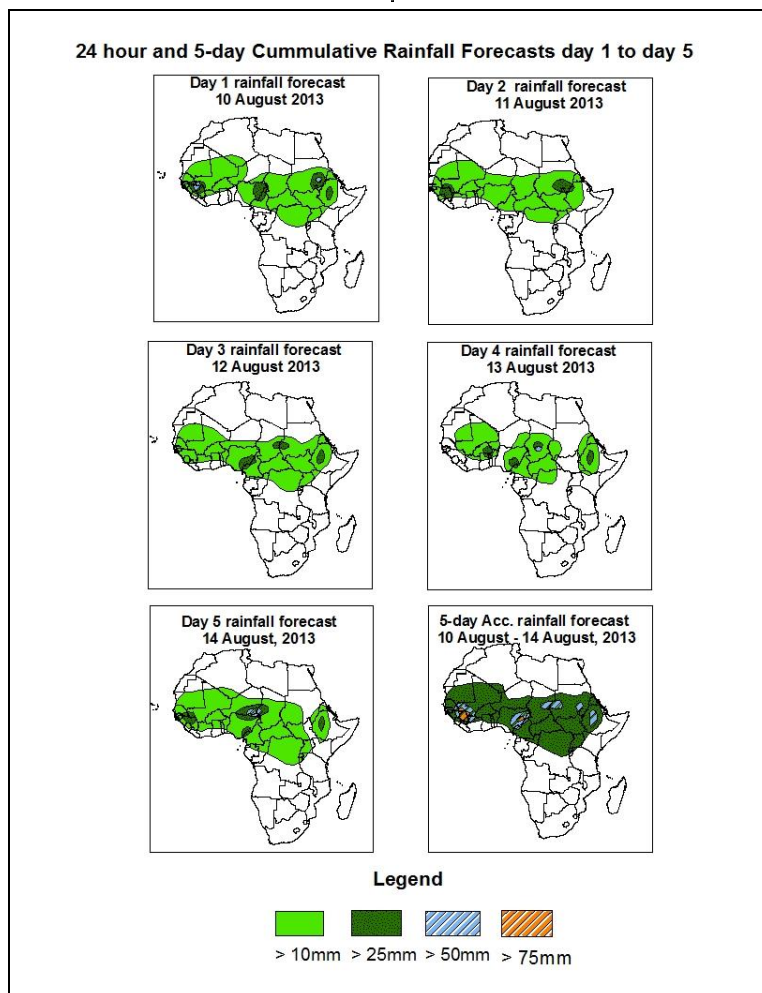 24 hour and 5-day Cummulative Rainfall Forecasts day 1 to day 5
Day 1 rainfall forecast
10 August 2013
Day 2 rainfall forecast
11 August 2013
Day 3 rainfall forecast
12 August 2013
Day 4 rainfall forecast
13 August 2013
Day 5 rainfall forecast
14 August, 2013
5-day Acc. rainfall forecast
10 August - 14 August, 2013
Legend
> 10mm > 25mm > 50mm > 75mm